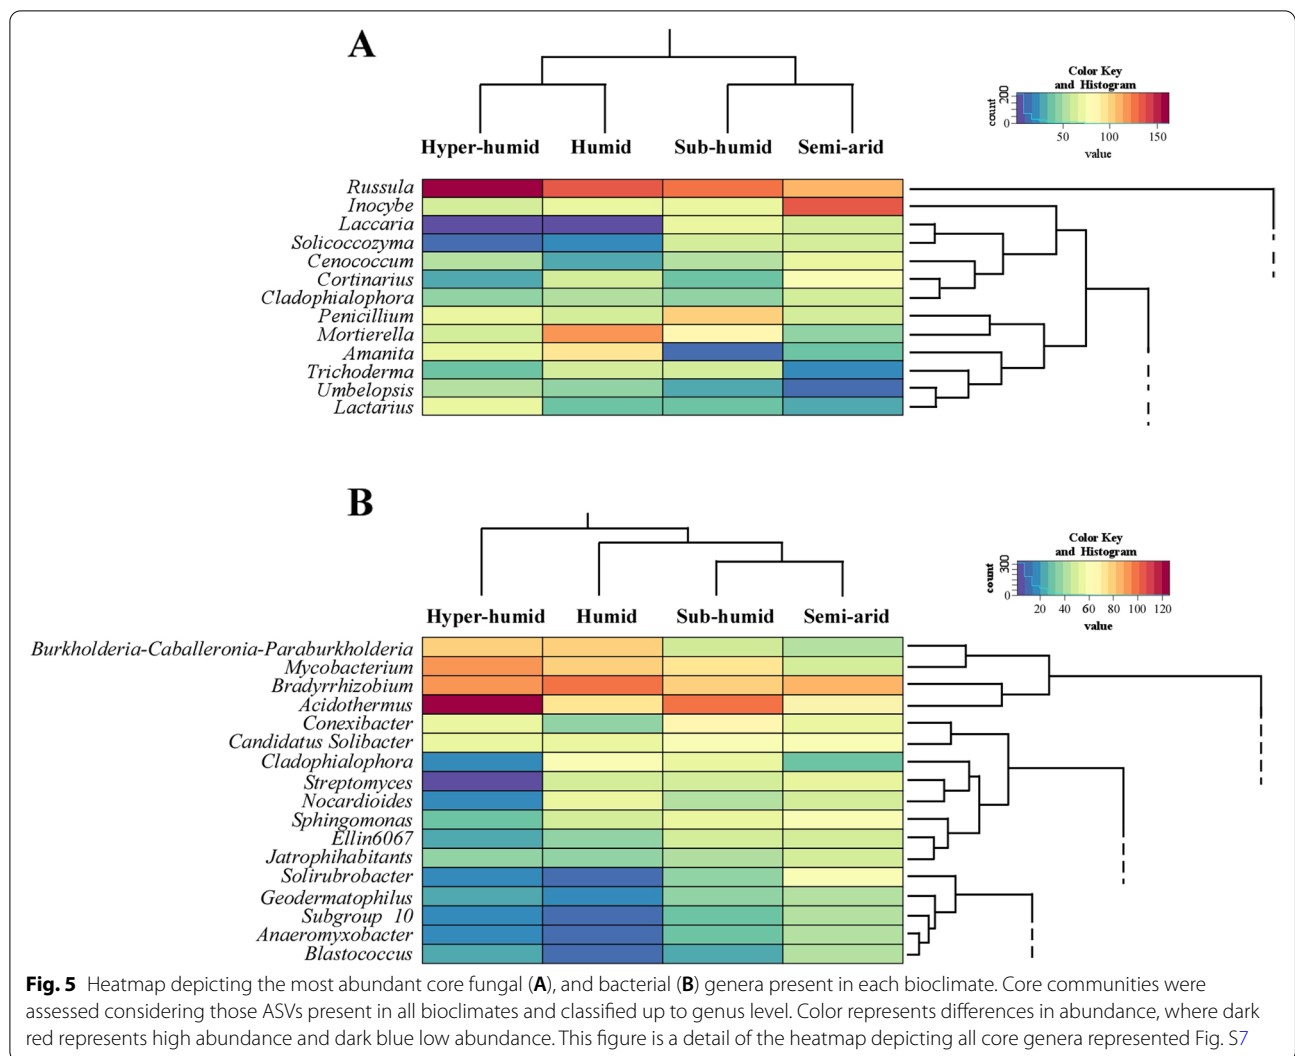 A
Color Key
and Histogram
count
0
200
50 100 150
value
Hyper-humid Humid Sub-humid Semi-arid
Russula
Inocybe
Laccaria
Solicoccozyma
Cenococcum
Cortinarius
Cladophialophora
Penicillium
Mortierella
Amanita
Trichoderma
Umbelopsis
Lactarius
B
Color Key
and Histogram
count
0
300
20 40 60 80 100 120
value
Hyper-humid Humid Sub-humid Semi-arid
Burkholderia-Caballeronia-Paraburkholderia
Mycobacterium
Bradyrrhizobium
Acidothermus
Conexibacter
Candidatus Solibacter
Cladophialophora
Streptomyces
Nocardioides
Sphingomonas
Ellin6067
Jatrophihabitants
Solirubrobacter
Geodermatophilus
Subgroup 10
Anaeromyxobacter
Blastococcus
Fig. 5 Heatmap depicting the most abundant core fungal (A), and bacterial (B) genera present in each bioclimate. Core communities were
assessed considering those ASVs present in all bioclimates and classified up to genus level. Color represents differences in abundance, where dark
red represents high abundance and dark blue low abundance. This figure is a detail of the heatmap depicting all core genera represented Fig. S7